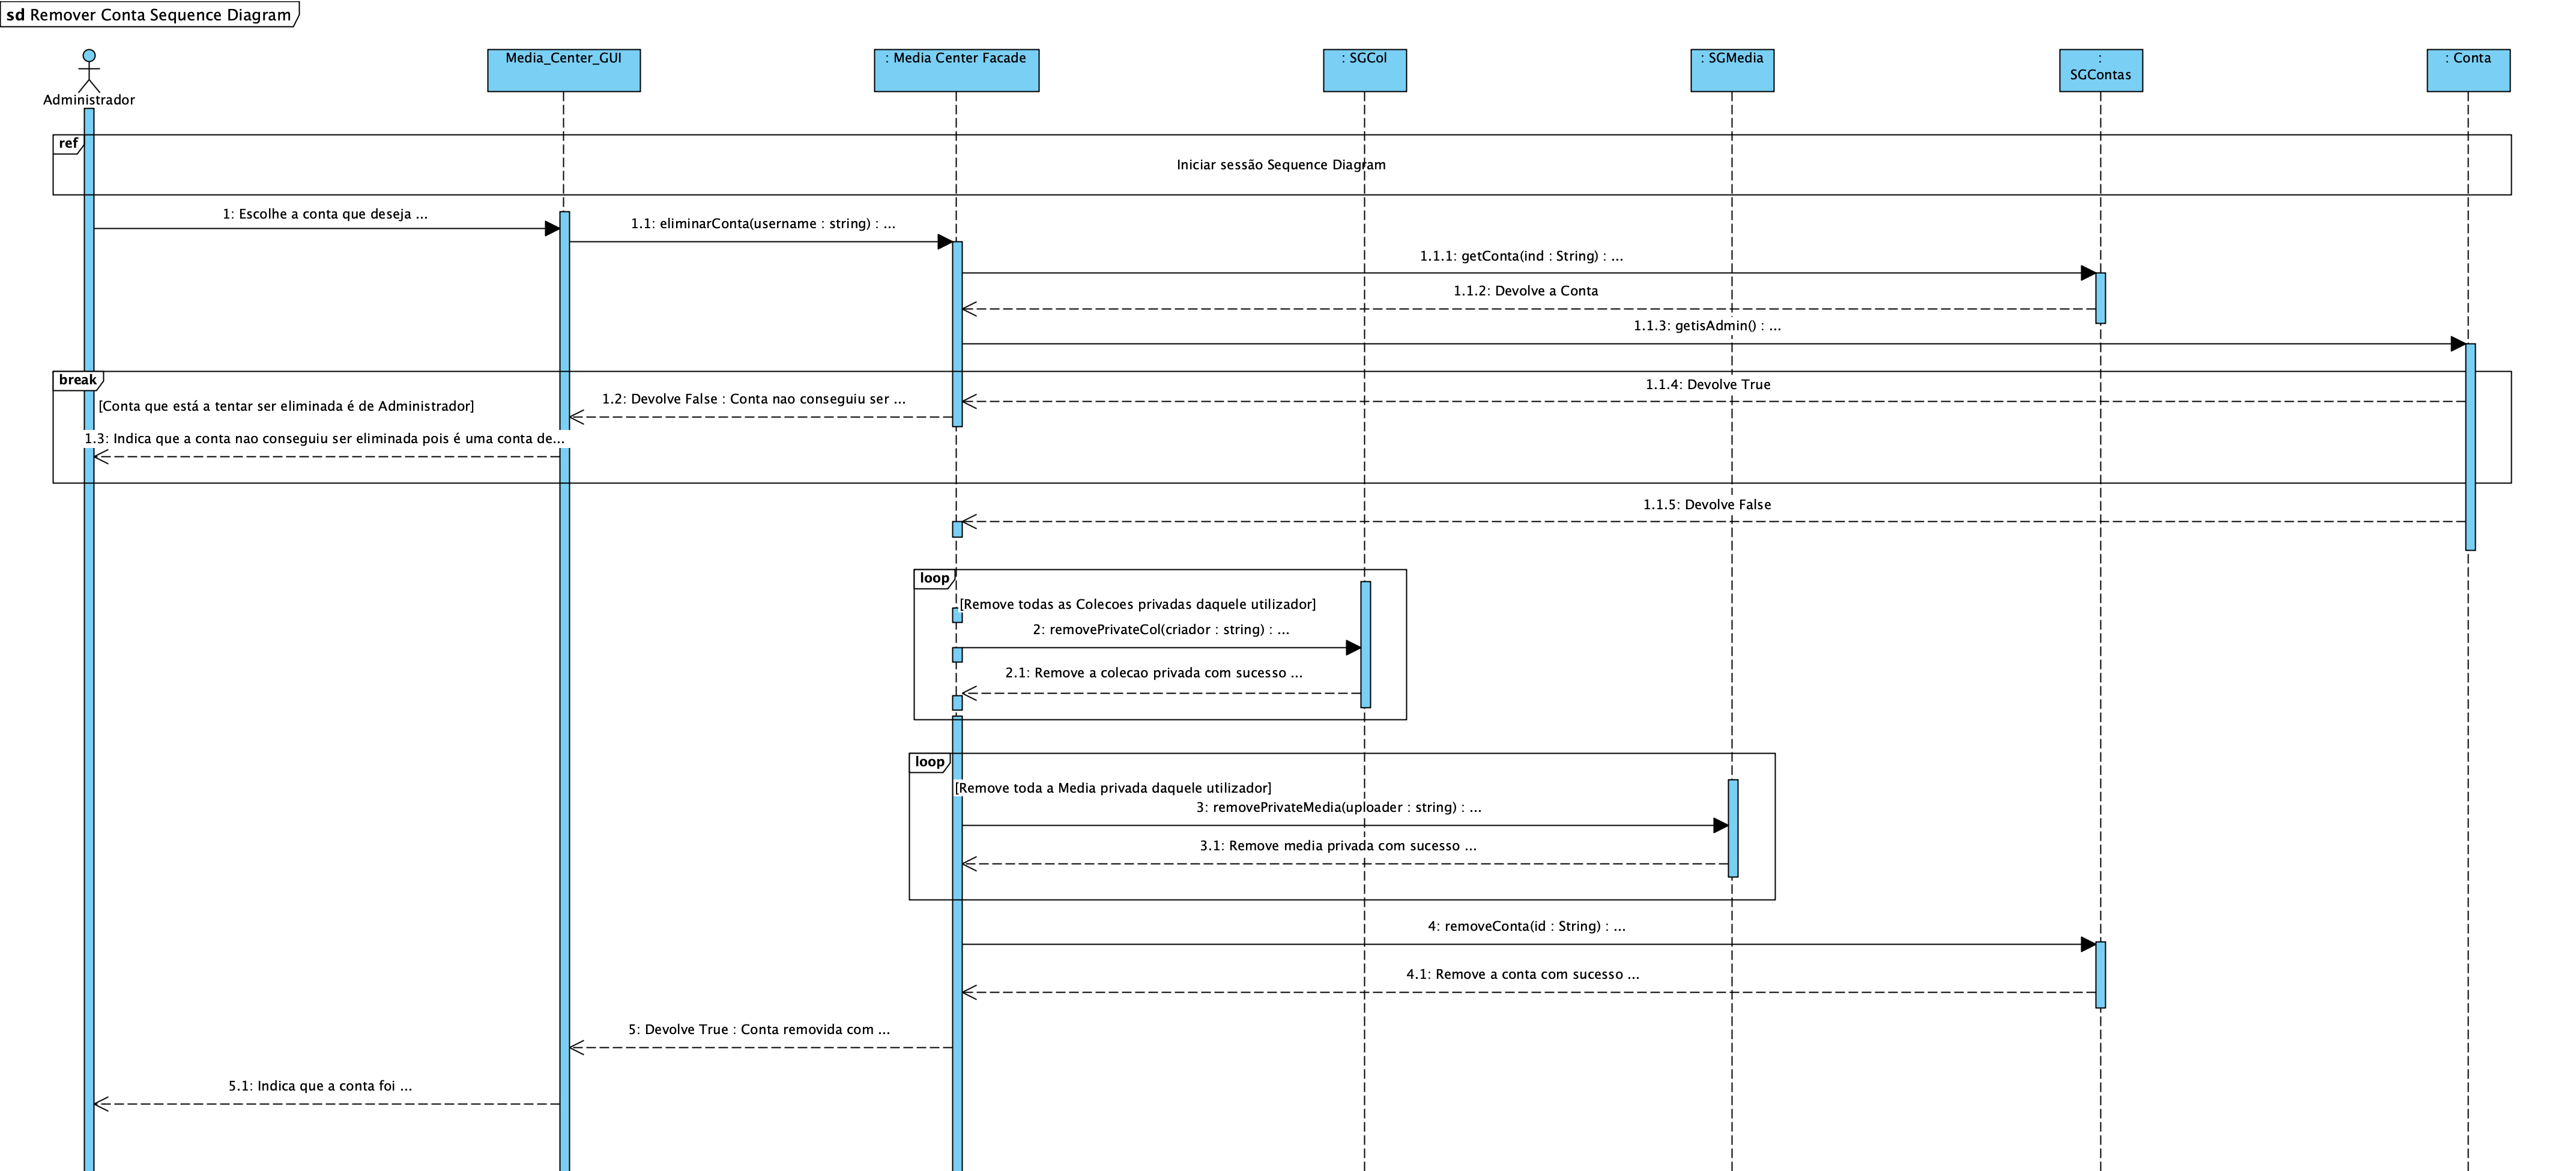 sd Remover Conta Sequence Diagram
Administrador
Media_Center_GUI
: Media Center Facade
: SGCol
: SGMedia
:
SGContas
: Conta
ref
Iniciar sessão Sequence Diagram
1: Escolhe a conta que deseja ...
1.1: eliminarConta(username : string) : ...
1.1.1: getConta(ind : String) : ...
1.1.2: Devolve a Conta
1.1.3: getisAdmin() : ...
break
[Conta que está a tentar ser eliminada é de Administrador]
1.1.4: Devolve True
1.2: Devolve False : Conta nao conseguiu ser ...
1.3: Indica que a conta nao conseguiu ser eliminada pois é uma conta de...
1.1.5: Devolve False
loop
[Remove todas as Colecoes privadas daquele utilizador]
2: removePrivateCol(criador : string) : ...
2.1: Remove a colecao privada com sucesso ...
loop
[Remove toda a Media privada daquele utilizador]
3: removePrivateMedia(uploader : string) : ...
3.1: Remove media privada com sucesso ...
4: removeConta(id : String) : ...
4.1: Remove a conta com sucesso ...
5: Devolve True : Conta removida com ...
5.1: Indica que a conta foi ...